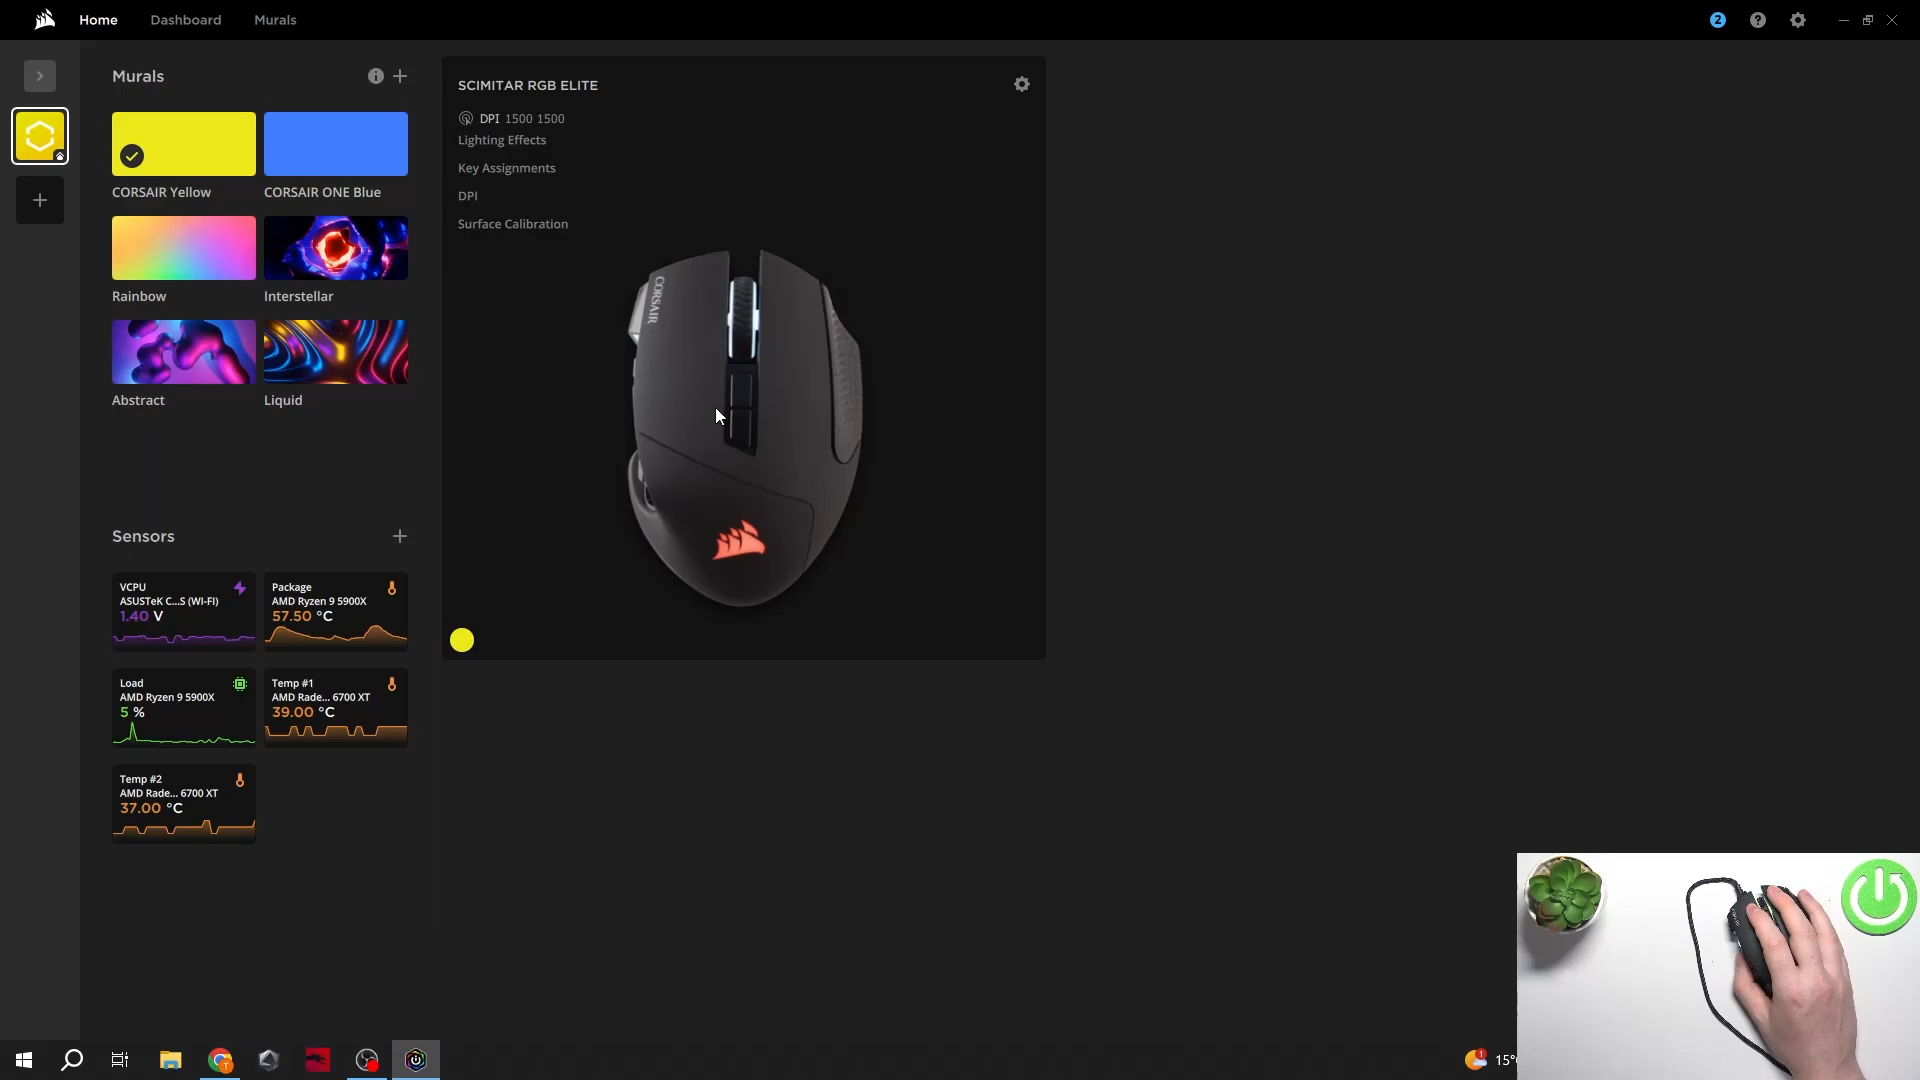 Home
Dashboard
Murals
2
Murals
CORSAIR Yellow
CORSAIR ONE Blue
Rainbow
Interstellar
Abstract
Liquid
Sensors
VCPU
ASUSTeK C...S (WI-FI)
1.40 V
Package
AMD Ryzen 9 5900X
57.50 °C
Load
AMD Ryzen 9 5900X
5 %
Temp #1
AMD Rade... 6700 XT
39.00 °C
Temp #2
AMD Rade... 6700 XT
37.00 °C
SCIMITAR RGB ELITE
DPI 1500 1500
Lighting Effects
Key Assignments
DPI
Surface Calibration
CORSAIR
1
15°